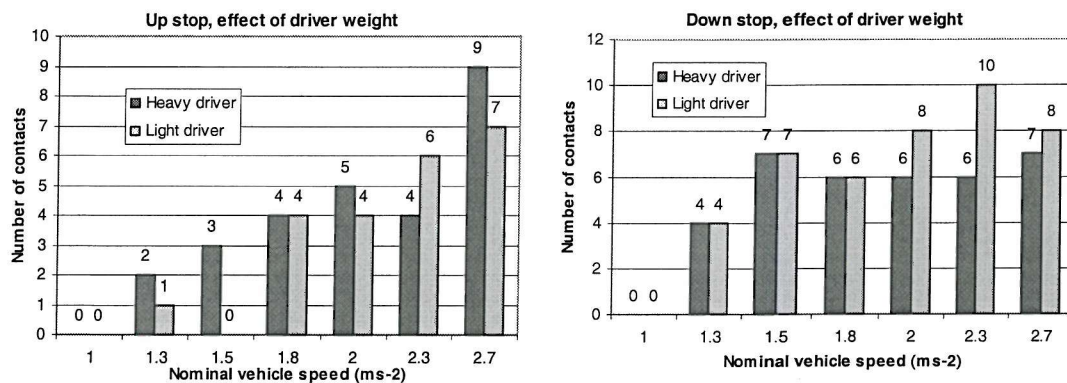 Up stop, effect of driver weight
Number of contacts
10
9
8
7
6
5
4
3
2
1
0
Heavy driver
Light driver
0 0
2 1
3 0
4 4
5 4
4 6
9 7
1 1.3 1.5 1.8 2 2.3 2.7
Nominal vehicle speed (ms-2)
Down stop, effect of driver weight
Number of contacts
12
10
8
6
4
2
0
Heavy driver
Light driver
0 0
4 4
7 7
6 6
6 8
6 10
7 8
1 1.3 1.5 1.8 2 2.3 2.7
Nominal vehicle speed (ms-2)